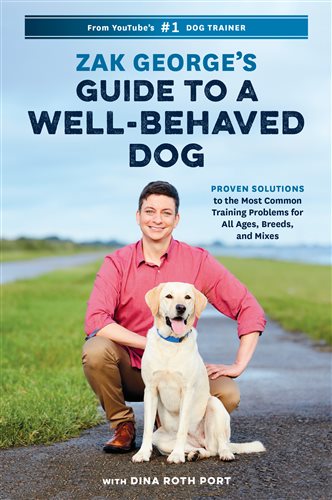 From YouTube's #1 DOG TRAINER
ZAK GEORGE'S
GUIDE TO A
WELL-BEHAVED
DOG
PROVEN SOLUTIONS
to the Most Common
Training Problems for
All Ages, Breeds,
and Mixes
WITH DINA ROTH PORT